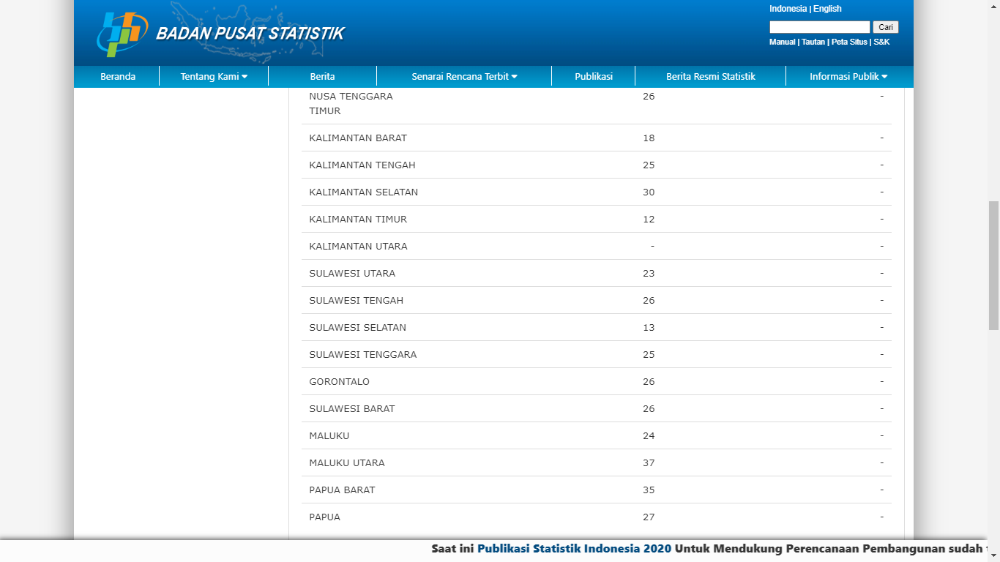 Indonesia | English
BADAN PUSAT STATISTIK
Cari
Manual | Tautan | Peta Situs | S&K
Beranda Tentang Kami Berita Senarai Rencana Terbit Publikasi Berita Resmi Statistik Informasi Publik
NUSA TENGGARA 26 -
TIMUR
KALIMANTAN BARAT 18 -
KALIMANTAN TENGAH 25 -
KALIMANTAN SELATAN 30 -
KALIMANTAN TIMUR 12 -
KALIMANTAN UTARA - -
SULAWESI UTARA 23 -
SULAWESI TENGAH 26 -
SULAWESI SELATAN 13 -
SULAWESI TENGGARA 25 -
GORONTALO 26 -
SULAWESI BARAT 26 -
MALUKU 24 -
MALUKU UTARA 37 -
PAPUA BARAT 35 -
PAPUA 27 -
Saat ini Publikasi Statistik Indonesia 2020 Untuk Mendukung Perencanaan Pembangunan sudah